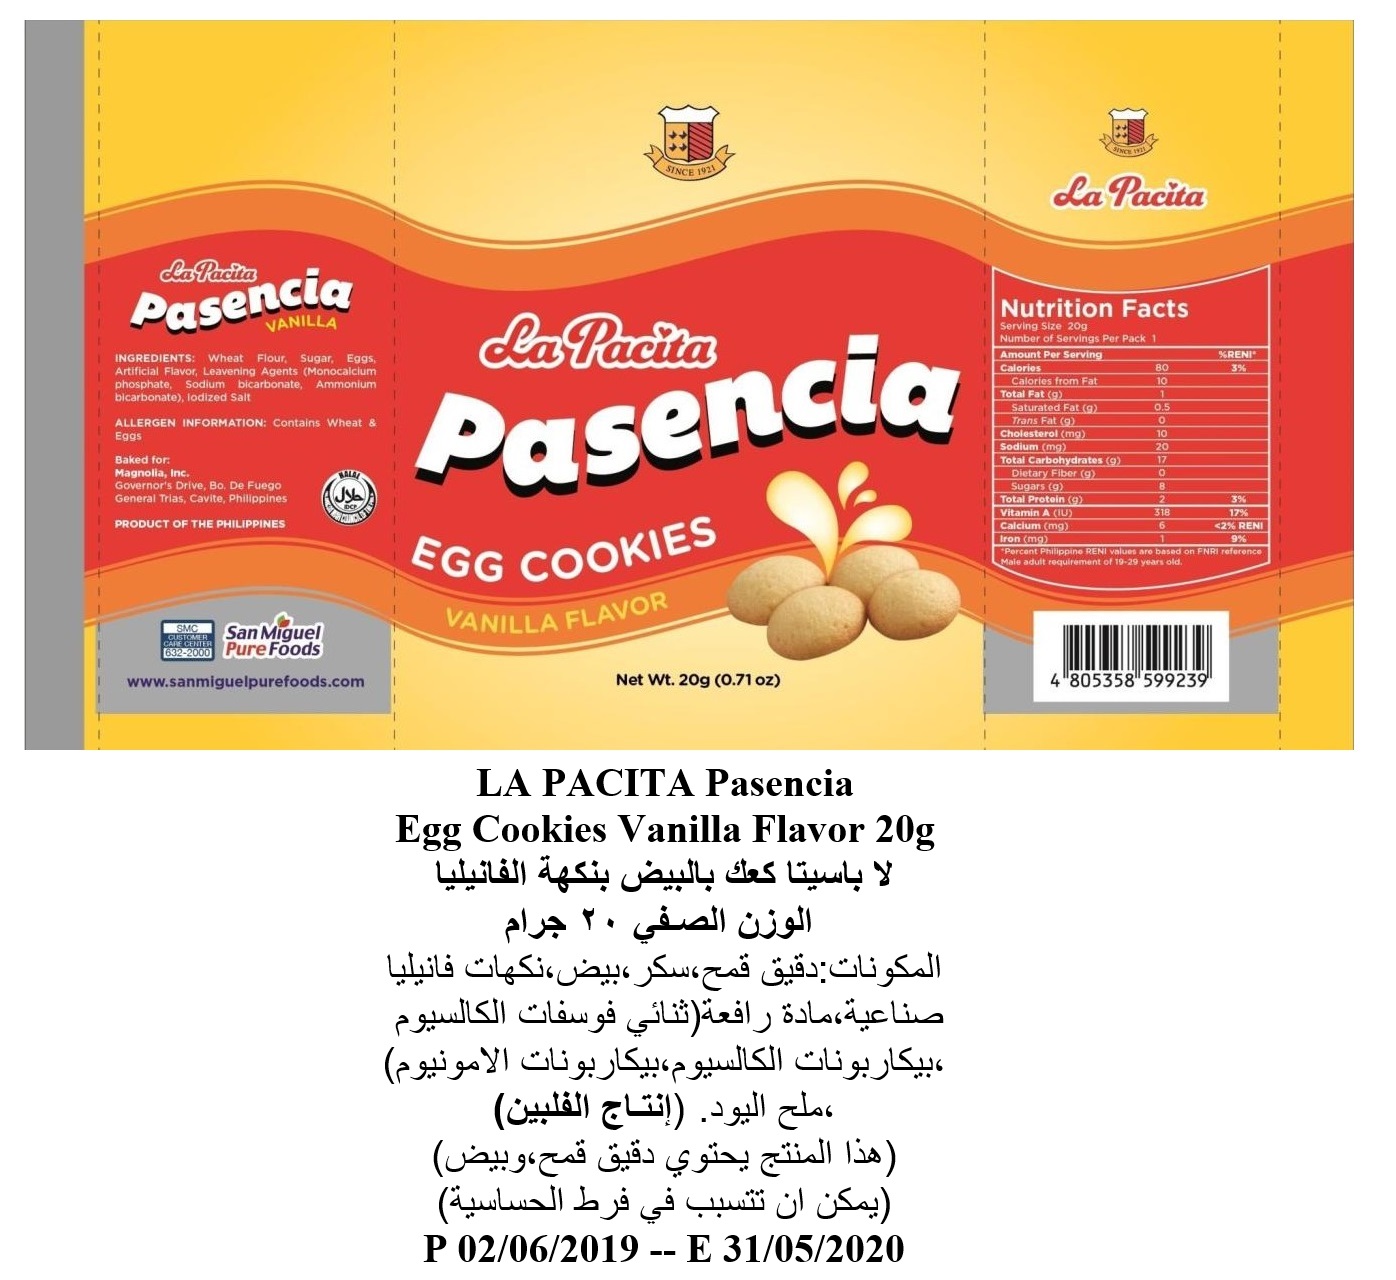 La Pacita
Pasencia
VANILLA
INGREDIENTS: Wheat Flour, Sugar, Eggs,
Artificial Flavor, Leavening Agents (Monocalcium
phosphate, Sodium bicarbonate, Ammonium
bicarbonate), Iodized Salt
ALLERGEN INFORMATION: Contains Wheat &
Eggs
Baked for:
Magnolia, Inc.
Governor's Drive, Bo. De Fuego
General Trias, Cavite, Philippines
PRODUCT OF THE PHILIPPINES
HALAL
حلال
IDCP
SMC
CUSTOMER
CARE CENTER
632-2000
San Miguel
PureFoods
www.sanmiguelpurefoods.com
SINCE 1921
La Pacita
Pasencia
EGG COOKIES
VANILLA FLAVOR
Net Wt. 20g (0.71 oz)
SINCE 1921
La Pacita
Nutrition Facts
Serving Size 20g
Number of Servings Per Pack 1
Amount Per Serving %RENI*
Calories 80 3%
Calories from Fat 10
Total Fat (g) 1
Saturated Fat (g) 0.5
Trans Fat (g) 0
Cholesterol (mg) 10
Sodium (mg) 20
Total Carbohydrates (g) 17
Dietary Fiber (g) 0
Sugars (g) 8
Total Protein (g) 2 3%
Vitamin A (IU) 318 17%
Calcium (mg) 6 <2% RENI
Iron (mg) 1 9%
*Percent Philippine RENI values are based on FNRI reference
Male adult requirement of 19-29 years old.
4 805358 599239
LA PACITA Pasencia
Egg Cookies Vanilla Flavor 20g
لا باسيتا كعك بالبيض بنكهة الفانيليا
الوزن الصفي ٢٠ جرام
المكونات:دقيق قمح،سكر،بيض،نكهات فانيليا
صناعية،مادة رافعة(ثنائي فوسفات الكالسيوم
،بيكاربونات الكالسيوم،بيكاربونات الامونيوم)
،ملح اليود. (إنتاج الفلبين)
(هذا المنتج يحتوي دقيق قمح،وبيض)
(يمكن ان تتسبب في فرط الحساسية)
P 02/06/2019 -- E 31/05/2020